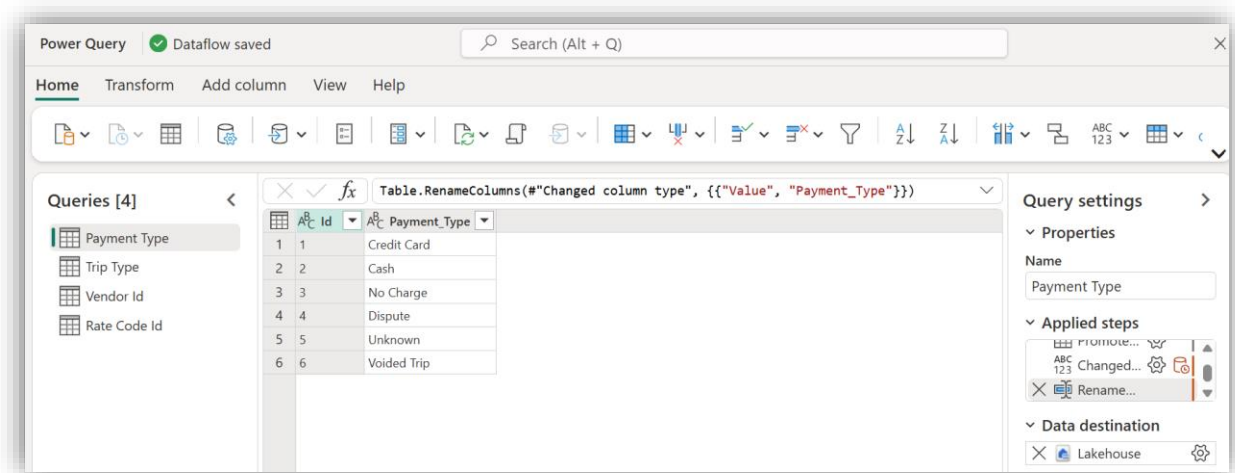 Power Query Dataflow saved Search (Alt + Q)
Home Transform Add column View Help
Queries [4]
Payment Type
Trip Type
Vendor Id
Rate Code Id
fx Table.RenameColumns(#"Changed column type", {{"Value", "Payment_Type"}})
ABC Id ABC Payment_Type
1 1 Credit Card
2 2 Cash
3 3 No Charge
4 4 Dispute
5 5 Unknown
6 6 Voided Trip
Query settings
Properties
Name
Payment Type
Applied steps
Promote...
ABC 123 Changed...
Rename...
Data destination
Lakehouse